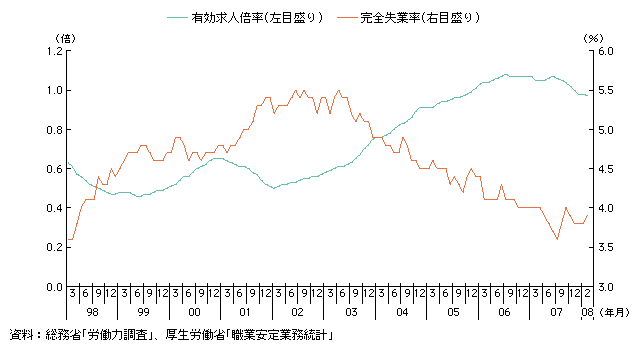 有効求人倍率(左目盛り) 完全失業率(右目盛り)
(倍) (%)
1.2 6.0
1.0 5.5
0.8 5.0
0.6 4.5
0.4 4.0
0.2 3.5
0.0 3.0
3 6 9 12 3 6 9 12 3 6 9 12 3 6 9 12 3 6 9 12 3 6 9 12 3 6 9 12 3 6 9 12 3 6 9 12 3 6 9 12 2
98 99 00 01 02 03 04 05 06 07 08 (年月)
資料：総務省「労働力調査」、厚生労働省「職業安定業務統計」